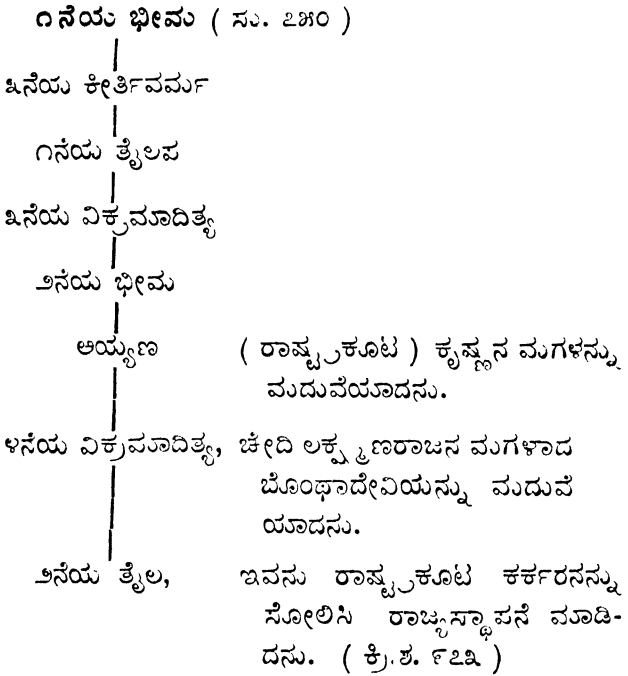 ೧ನೆಯ ಭೀಮ ( ಸು. ೭೫೦ )
೩ನೆಯ ಕೀರ್ತಿವರ್ಮ
೧ನೆಯ ತೈಲಪ
೩ನೆಯ ವಿಕ್ರಮಾದಿತ್ಯ
೨ನೆಯ ಭೀಮ
ಆಯ್ಯಣ ( ರಾಷ್ಟ್ರಕೂಟ ) ಕೃಷ್ಣನ ಮಗಳನ್ನು
ಮದುವೆಯಾದನು.
೪ನೆಯ ವಿಕ್ರಮಾದಿತ್ಯ, ಚೇದಿ ಲಕ್ಷ್ಮಣರಾಜನ ಮಗಳಾದ
ಬೊಂಥಾದೇವಿಯನ್ನು ಮದುವೆ
ಯಾದನು.
೨ನೆಯ ತೈಲ, ಇವನು ರಾಷ್ಟ್ರಕೂಟ ಕರ್ಕರನನ್ನು
ಸೋಲಿಸಿ ರಾಜ್ಯಸ್ಥಾಪನೆ ಮಾಡಿ-
ದನು. ( ಕ್ರಿ.ಶ. ೯೭೩ )